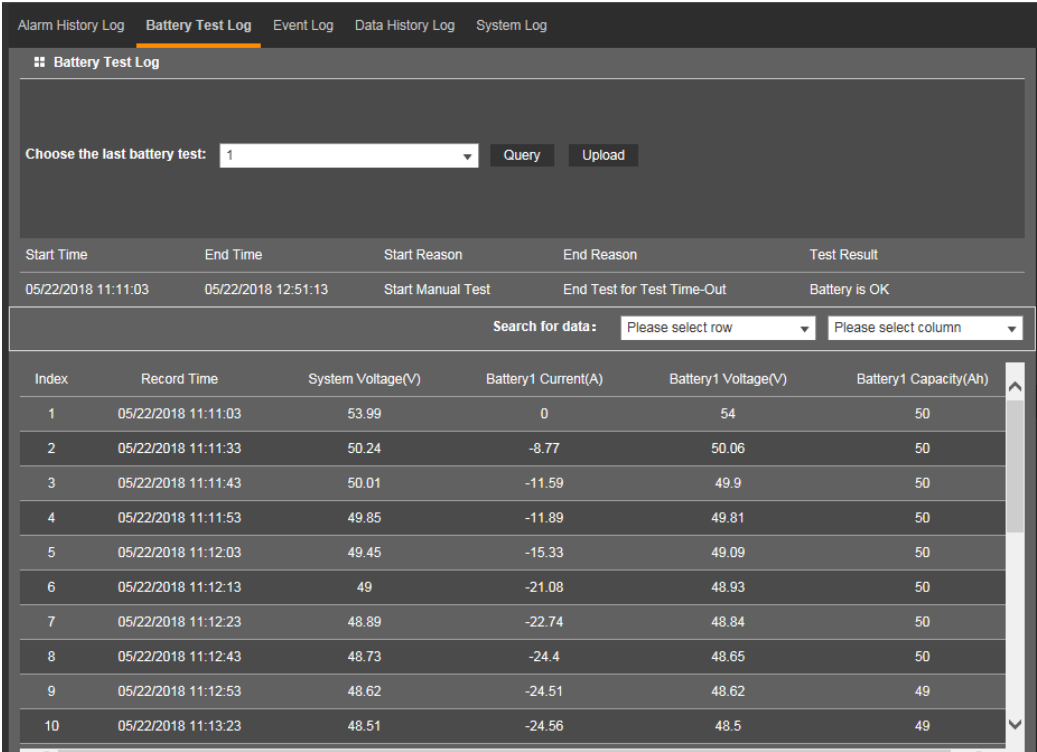 Alarm History Log Battery Test Log Event Log Data History Log System Log
Battery Test Log
Choose the last battery test: 1 Query Upload
Start Time End Time Start Reason End Reason Test Result
05/22/2018 11:11:03 05/22/2018 12:51:13 Start Manual Test End Test for Test Time-Out Battery is OK
Search for data: Please select row Please select column
Index Record Time System Voltage(V) Battery1 Current(A) Battery1 Voltage(V) Battery1 Capacity(Ah)
1 05/22/2018 11:11:03 53.99 0 54 50
2 05/22/2018 11:11:33 50.24 -8.77 50.06 50
3 05/22/2018 11:11:43 50.01 -11.59 49.9 50
4 05/22/2018 11:11:53 49.85 -11.89 49.81 50
5 05/22/2018 11:12:03 49.45 -15.33 49.09 50
6 05/22/2018 11:12:13 49 -21.08 48.93 50
7 05/22/2018 11:12:23 48.89 -22.74 48.84 50
8 05/22/2018 11:12:43 48.73 -24.4 48.65 50
9 05/22/2018 11:12:53 48.62 -24.51 48.62 49
10 05/22/2018 11:13:23 48.51 -24.56 48.5 49